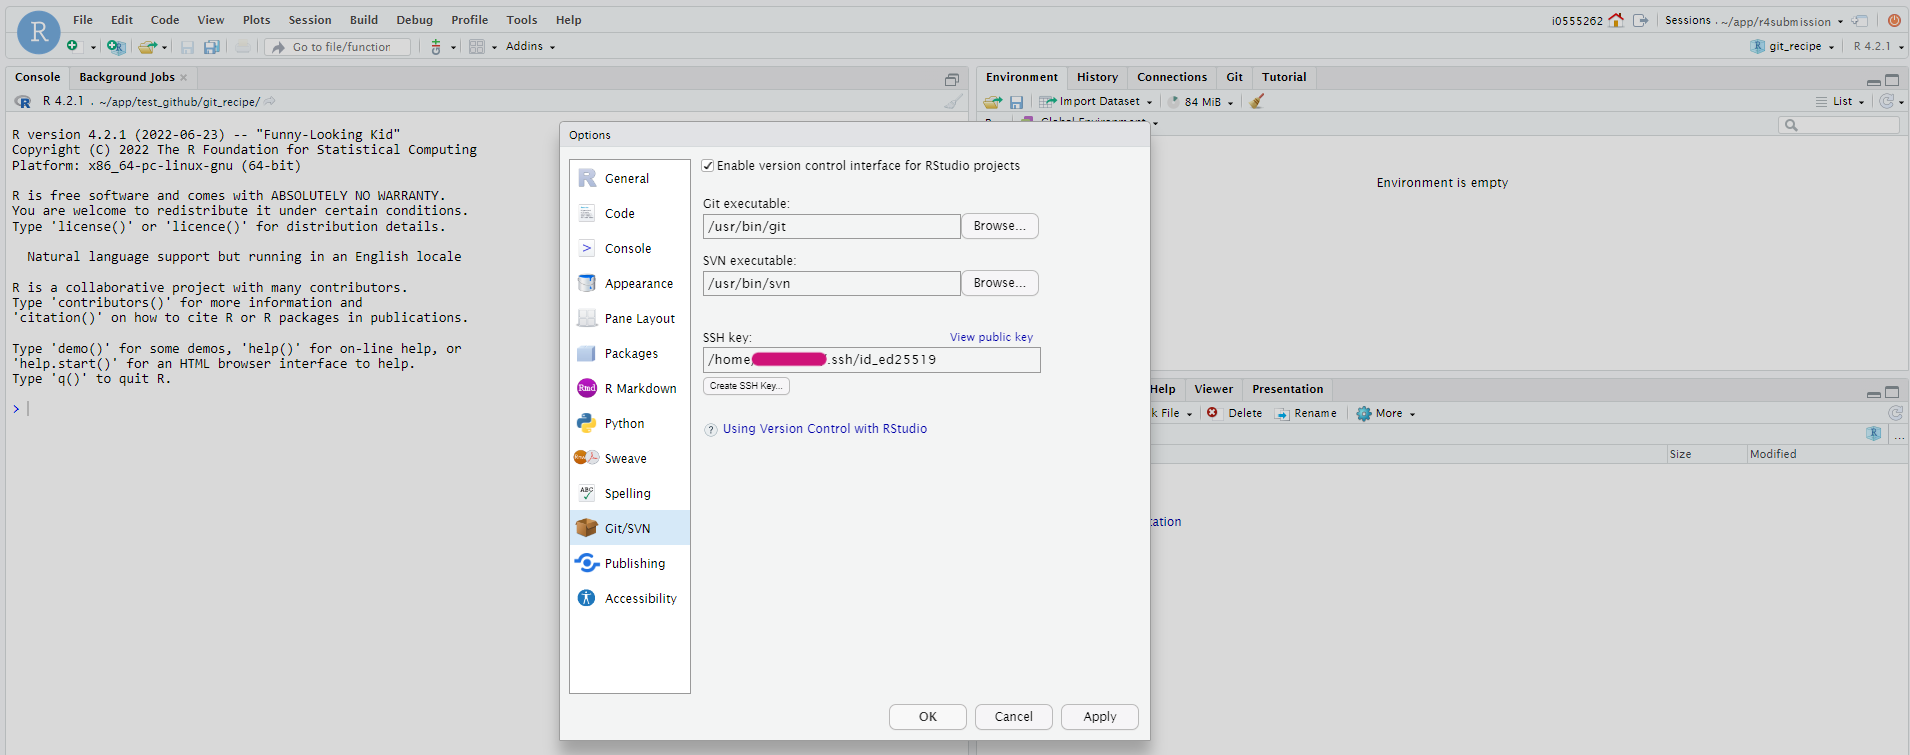 File Edit Code View Plots Session Build Debug Profile Tools Help
i0555262 Sessions ~/app/r4submission
Go to file/function Addins
git_recipe R 4.2.1
Console Background Jobs
R 4.2.1 . ~/app/test_github/git_recipe/
R version 4.2.1 (2022-06-23) -- "Funny-Looking Kid"
Copyright (C) 2022 The R Foundation for Statistical Computing
Platform: x86_64-pc-linux-gnu (64-bit)
R is free software and comes with ABSOLUTELY NO WARRANTY.
You are welcome to redistribute it under certain conditions.
Type 'license()' or 'licence()' for distribution details.
Natural language support but running in an English locale
R is a collaborative project with many contributors.
Type 'contributors()' for more information and
'citation()' on how to cite R or R packages in publications.
Type 'demo()' for some demos, 'help()' for on-line help, or
'help.start()' for an HTML browser interface to help.
Type 'q()' to quit R.
>
Options
General
Code
Console
Appearance
Pane Layout
Packages
R Markdown
Python
Sweave
Spelling
Git/SVN
Publishing
Accessibility
Enable version control interface for RStudio projects
Git executable:
/usr/bin/git Browse...
SVN executable:
/usr/bin/svn Browse...
SSH key: View public key
/home .ssh/id_ed25519
Create SSH Key...
? Using Version Control with RStudio
OK Cancel Apply
Environment History Connections Git Tutorial
Import Dataset 84 MiB List
Global Environment
Environment is empty
Help Viewer Presentation
k File Delete Rename More
...
Size Modified
tation